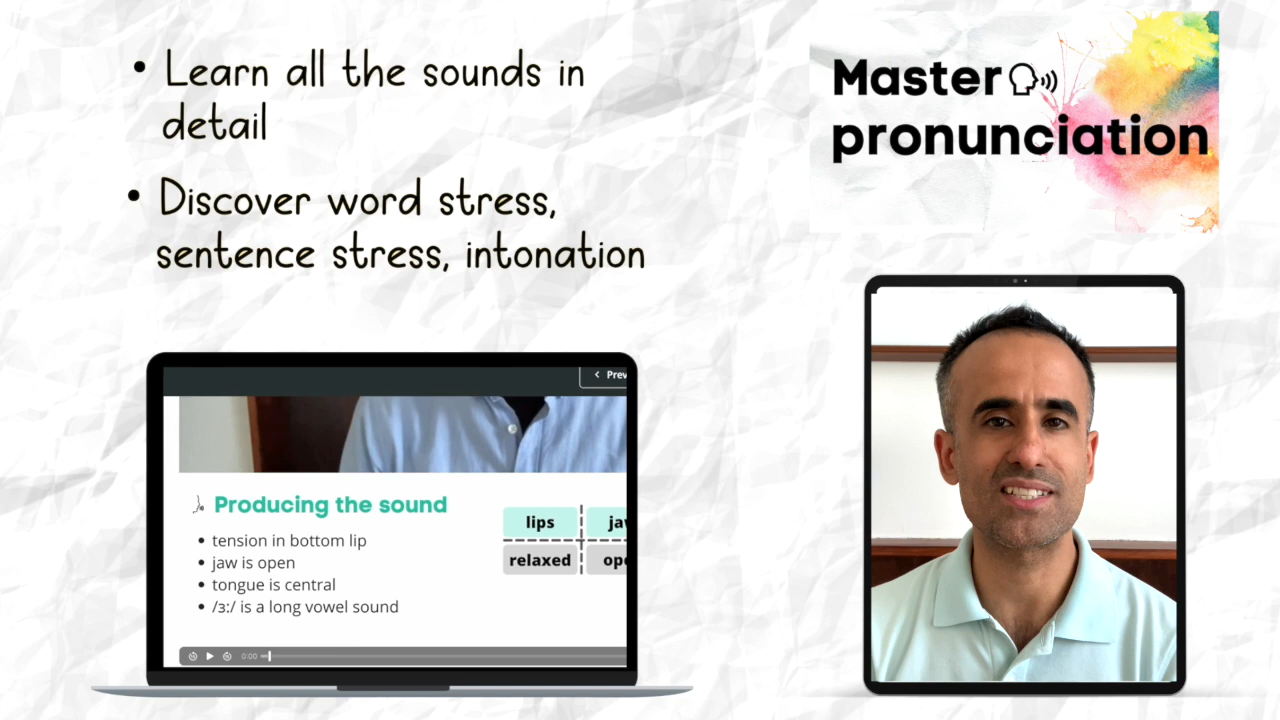 • Learn all the sounds in
detail
• Discover word stress,
sentence stress, intonation
Master
pronunciation
Producing the sound
• tension in bottom lip
• jaw is open
• tongue is central
• /ɜː/ is a long vowel sound
lips
relaxed
0:00